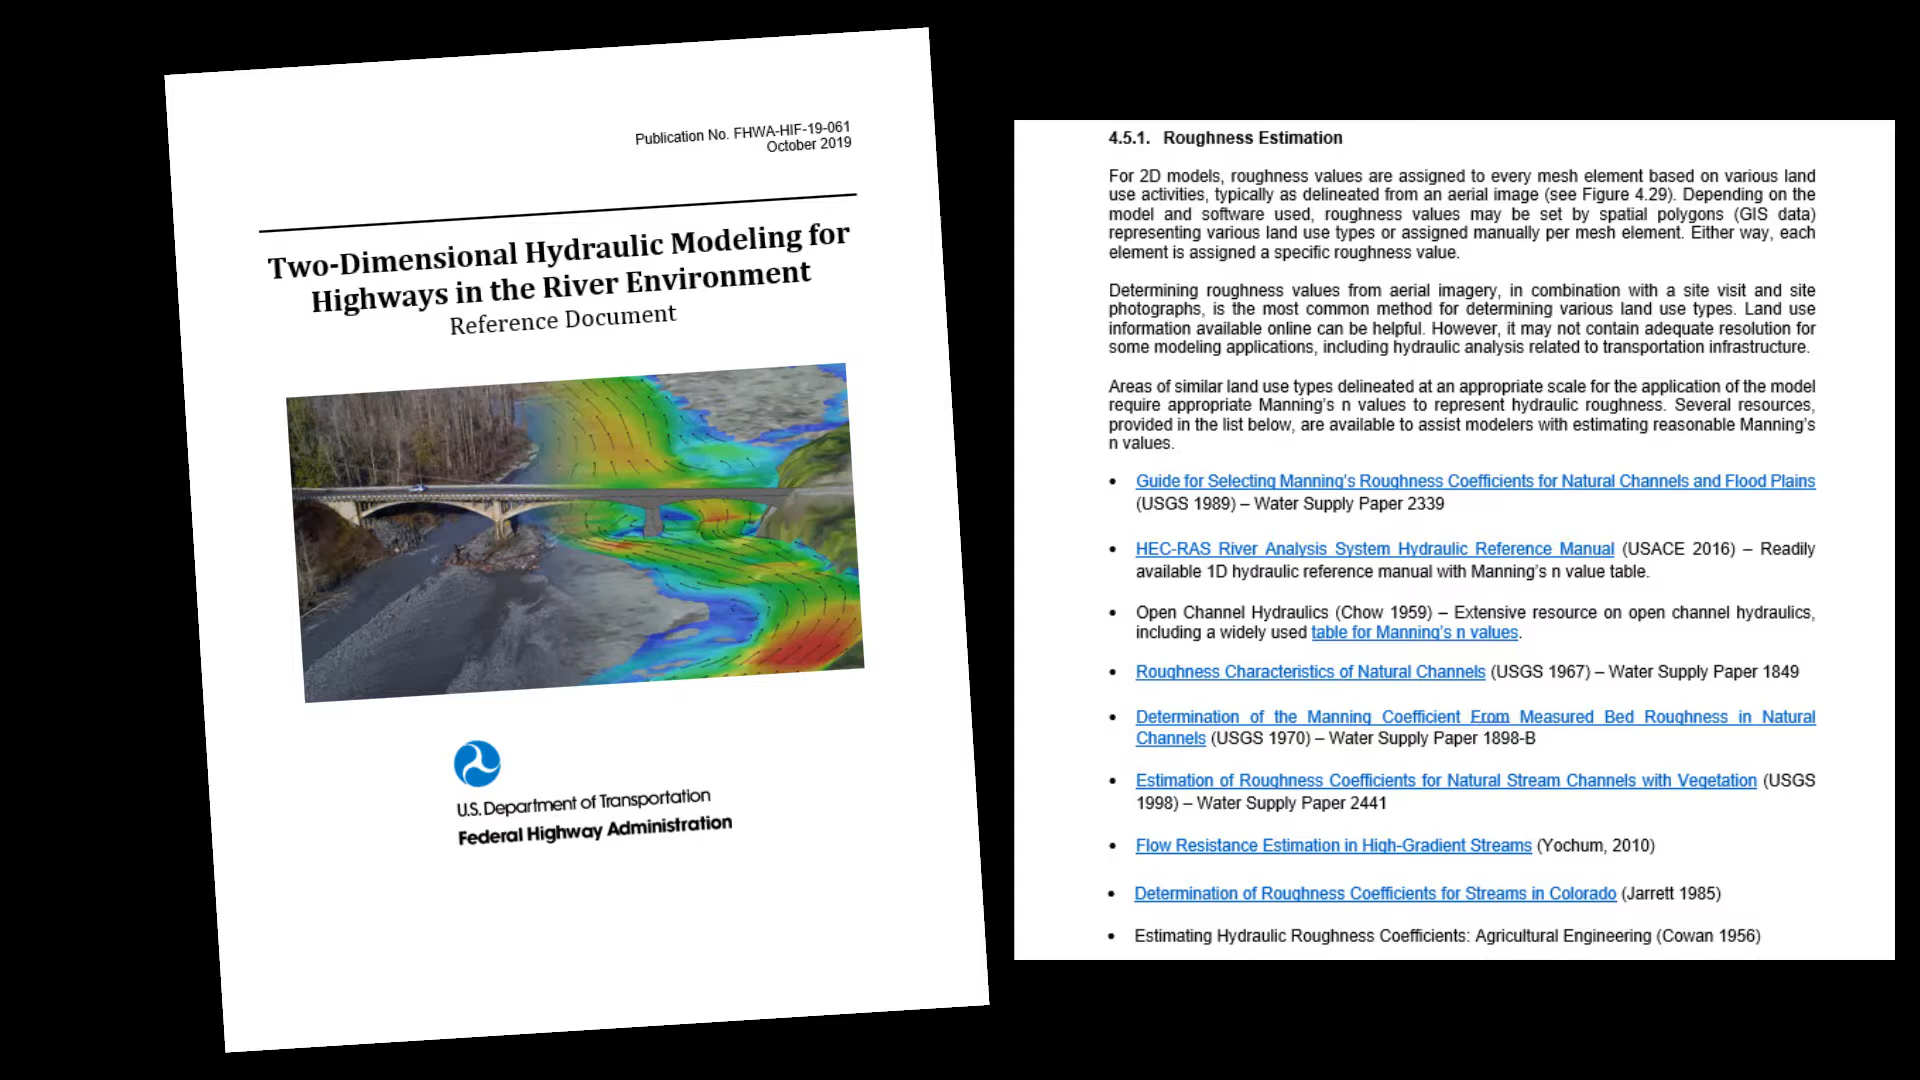 Publication No. FHWA-HIF-19-061
October 2019
Two-Dimensional Hydraulic Modeling for
Highways in the River Environment
Reference Document
U.S. Department of Transportation
Federal Highway Administration
4.5.1. Roughness Estimation
For 2D models, roughness values are assigned to every mesh element based on various land
use activities, typically as delineated from an aerial image (see Figure 4.29). Depending on the
model and software used, roughness values may be set by spatial polygons (GIS data)
representing various land use types or assigned manually per mesh element. Either way, each
element is assigned a specific roughness value.
Determining roughness values from aerial imagery, in combination with a site visit and site
photographs, is the most common method for determining various land use types. Land use
information available online can be helpful. However, it may not contain adequate resolution for
some modeling applications, including hydraulic analysis related to transportation infrastructure.
Areas of similar land use types delineated at an appropriate scale for the application of the model
require appropriate Manning's n values to represent hydraulic roughness. Several resources,
provided in the list below, are available to assist modelers with estimating reasonable Manning's
n values.
• Guide for Selecting Manning's Roughness Coefficients for Natural Channels and Flood Plains
(USGS 1989) – Water Supply Paper 2339
• HEC-RAS River Analysis System Hydraulic Reference Manual (USACE 2016) – Readily
available 1D hydraulic reference manual with Manning's n value table.
• Open Channel Hydraulics (Chow 1959) – Extensive resource on open channel hydraulics,
including a widely used table for Manning's n values.
• Roughness Characteristics of Natural Channels (USGS 1967) – Water Supply Paper 1849
• Determination of the Manning Coefficient From Measured Bed Roughness in Natural
Channels (USGS 1970) – Water Supply Paper 1898-B
• Estimation of Roughness Coefficients for Natural Stream Channels with Vegetation (USGS
1998) – Water Supply Paper 2441
• Flow Resistance Estimation in High-Gradient Streams (Yochum, 2010)
• Determination of Roughness Coefficients for Streams in Colorado (Jarrett 1985)
• Estimating Hydraulic Roughness Coefficients: Agricultural Engineering (Cowan 1956)